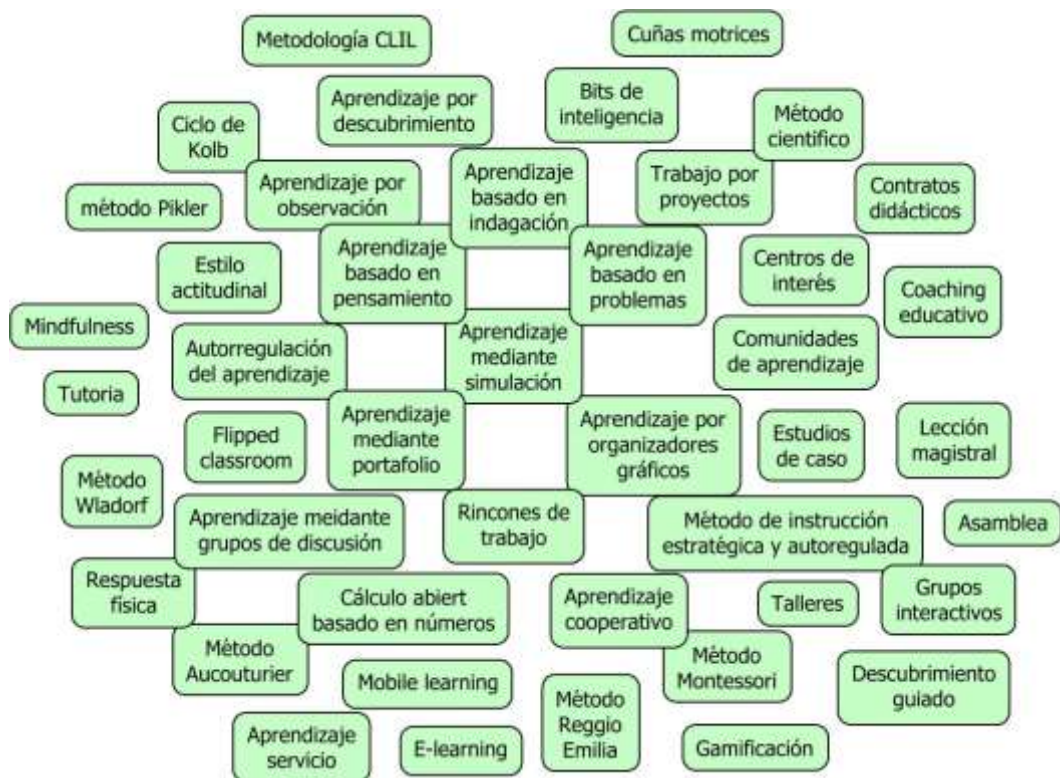 Metodología CLIL
Cuñas motrices
Aprendizaje por
descubrimiento
Bits de
inteligencia
Método
cientifico
Ciclo de
Kolb
Aprendizaje por
observación
Aprendizaje
basado en
indagación
Trabajo por
proyectos
Contratos
didácticos
método Pikler
Aprendizaje
basado en
pensamiento
Aprendizaje
basado en
problemas
Centros de
interés
Estilo
actitudinal
Coaching
educativo
Mindfulness
Autorregulación
del aprendizaje
Aprendizaje
mediante
simulación
Comunidades
de aprendizaje
Tutoria
Flipped
classroom
Aprendizaje
mediante
portafolio
Aprendizaje por
organizadores
gráficos
Estudios
de caso
Lección
magistral
Método
Wladorf
Aprendizaje meidante
grupos de discusión
Rincones de
trabajo
Método de instrucción
estratégica y autoregulada
Asamblea
Respuesta
física
Cálculo abiert
basado en números
Aprendizaje
cooperativo
Talleres
Grupos
interactivos
Método
Aucouturier
Mobile learning
Método
Montessori
Descubrimiento
guiado
Aprendizaje
servicio
E-learning
Método
Reggio
Emilia
Gamificación